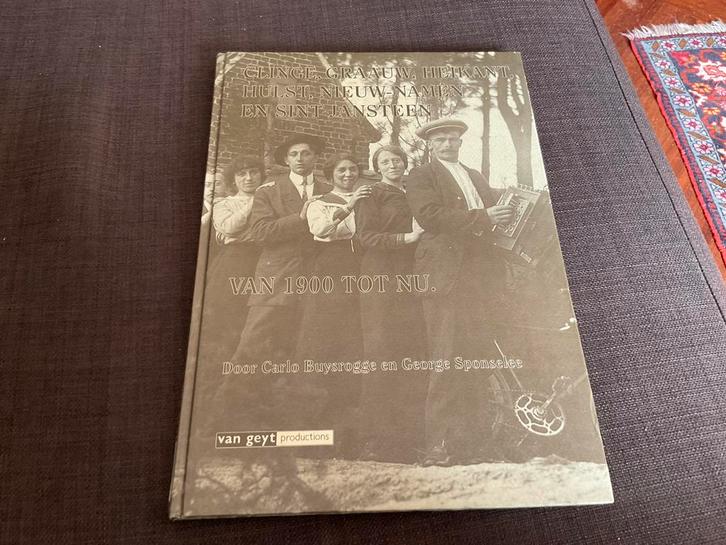 CLINGE, GRAAUW, HEIKANT,
HULST, NIEUW-NAMEN
EN SINT JANSTEEN
VAN 1900 TOT NU.
Door Carlo Buysrogge en George Sponselee
van geyt productions